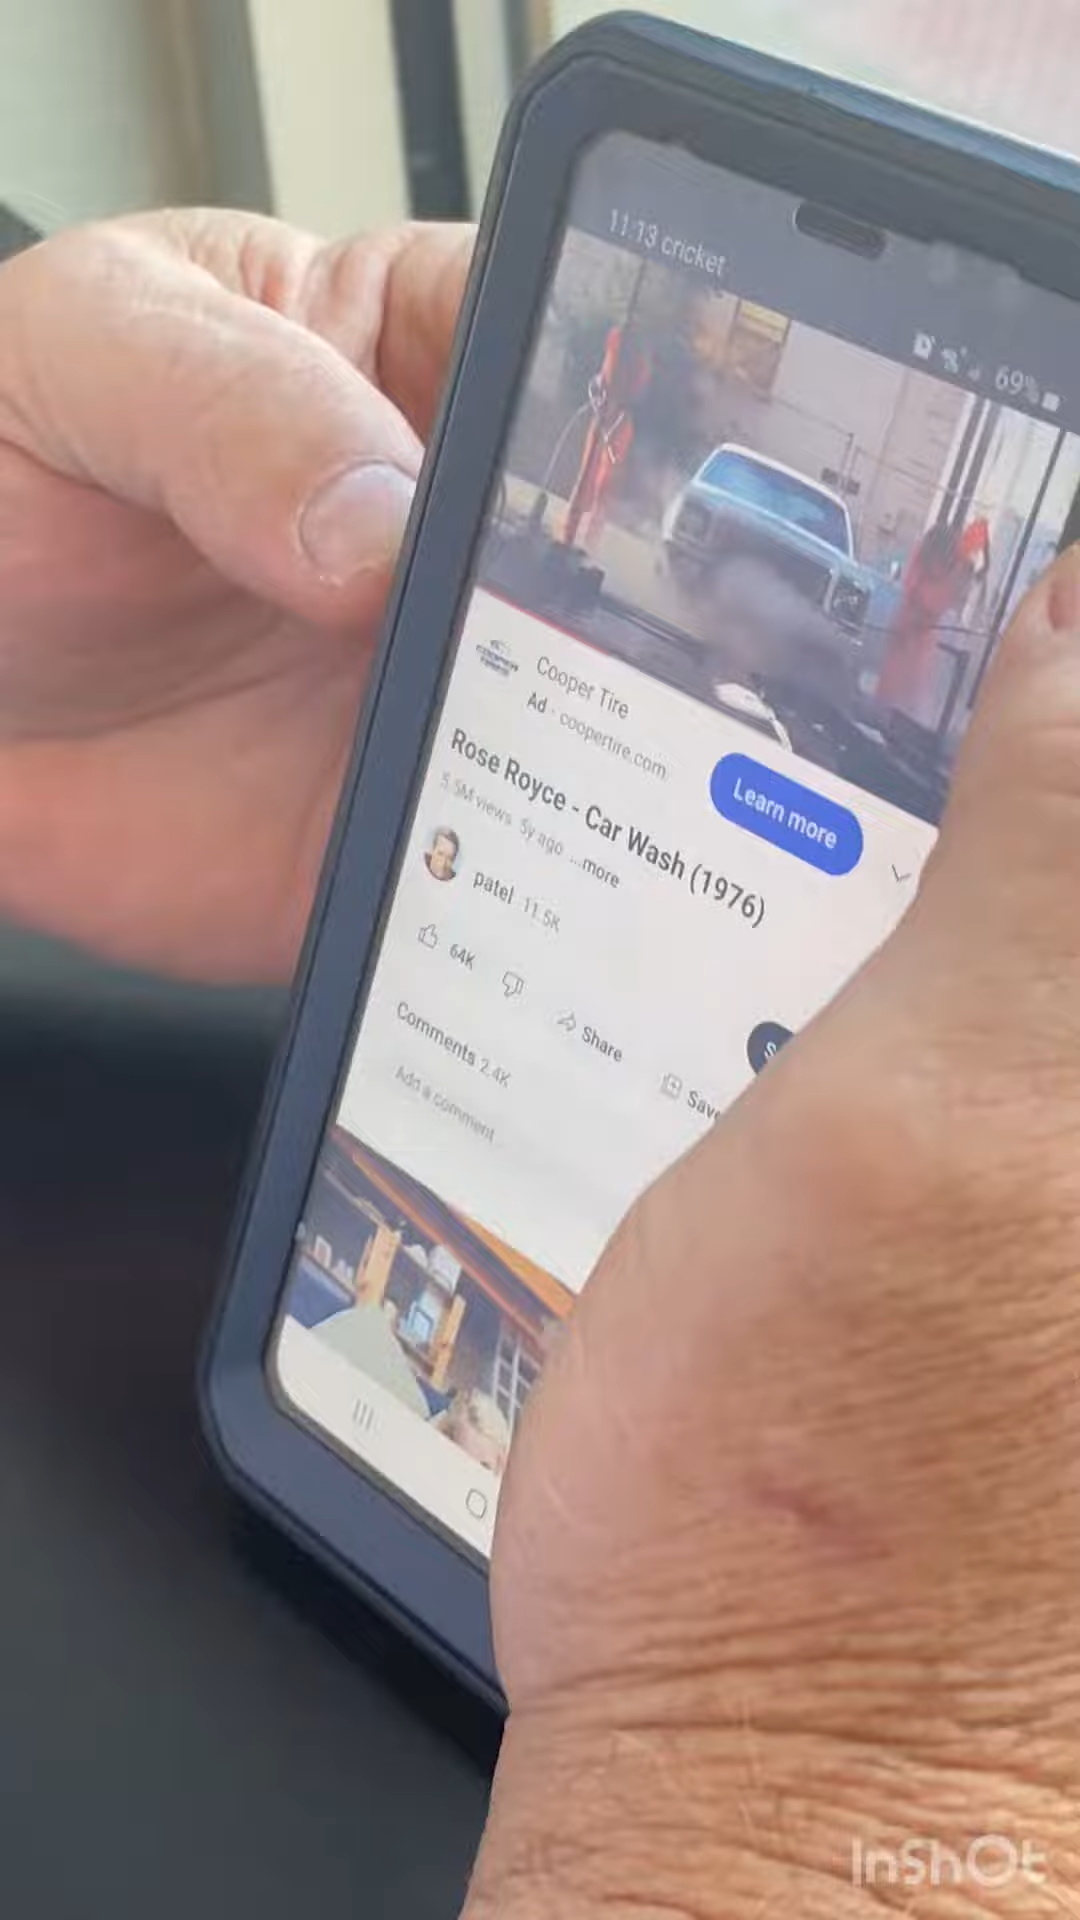 11:13 cricket
69%
Cooper Tire
Ad · coopertire.com
Learn more
Rose Royce - Car Wash (1976)
5.5M views 5y ago ...more
patel 11.5K
64K
Share
Save
Comments 2.4K
Add a comment...
InShOt